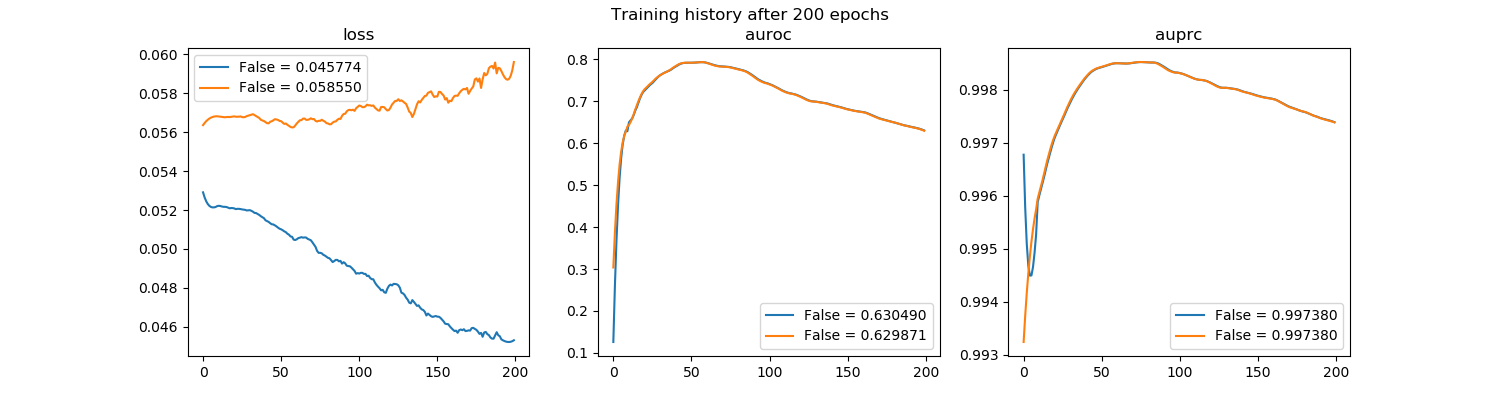 Training history after 200 epochs
loss
0.060
0.058
0.056
0.054
0.052
0.050
0.048
0.046
0 50 100 150 200
False = 0.045774
False = 0.058550
auroc
0.8
0.7
0.6
0.5
0.4
0.3
0.2
0.1
0 50 100 150 200
False = 0.630490
False = 0.629871
auprc
0.998
0.997
0.996
0.995
0.994
0.993
0 50 100 150 200
False = 0.997380
False = 0.997380